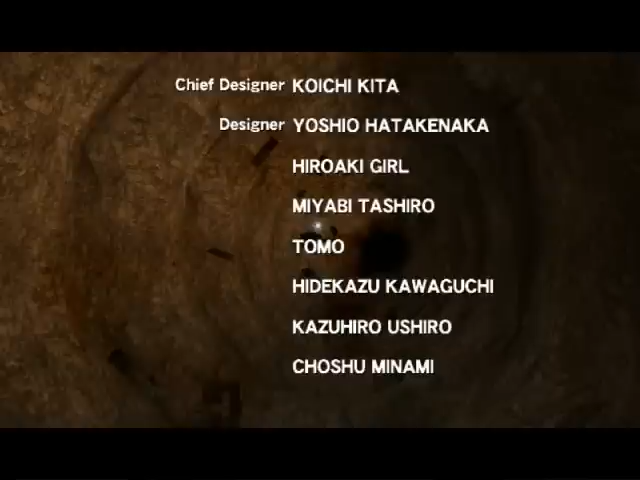 Chief Designer KOICHI KITA
Designer YOSHIO HATAKENAKA
HIROAKI GIRL
MIYABI TASHIRO
TOMO
HIDEKAZU KAWAGUCHI
KAZUHIRO USHIRO
CHOSHU MINAMI